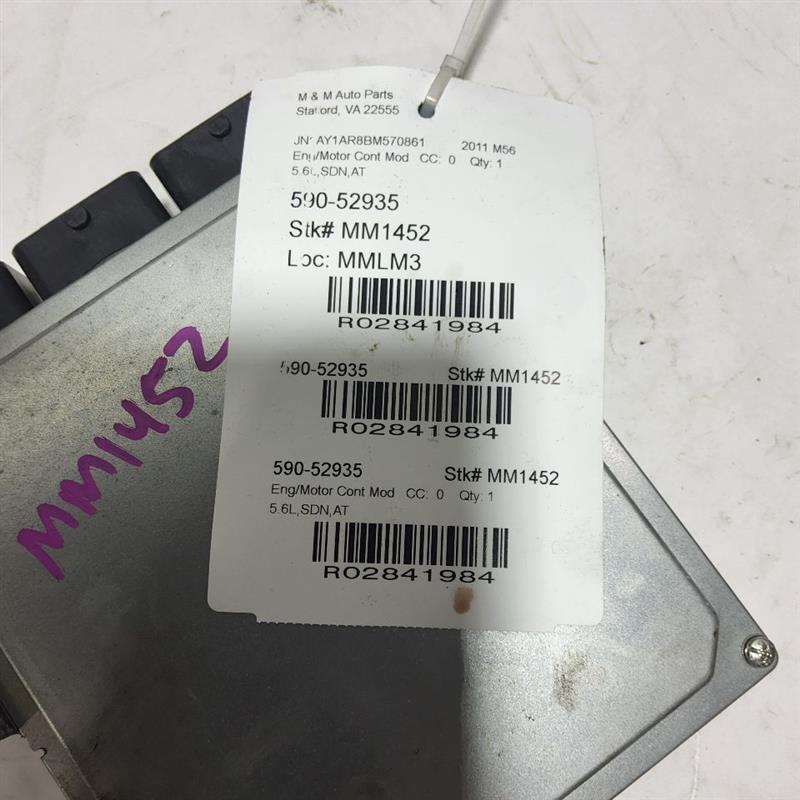 M & M Auto Parts
Stafford, VA 22555
JN1AY1AR8BM570861 2011 M56
Eng/Motor Cont Mod CC: 0 Qty: 1
5.6L,SDN,AT
590-52935
Stk# MM1452
Loc: MMLM3
R02841984
590-52935 Stk# MM1452
R02841984
590-52935 Stk# MM1452
Eng/Motor Cont Mod CC: 0 Qty: 1
5.6L,SDN,AT
R02841984
MM1452